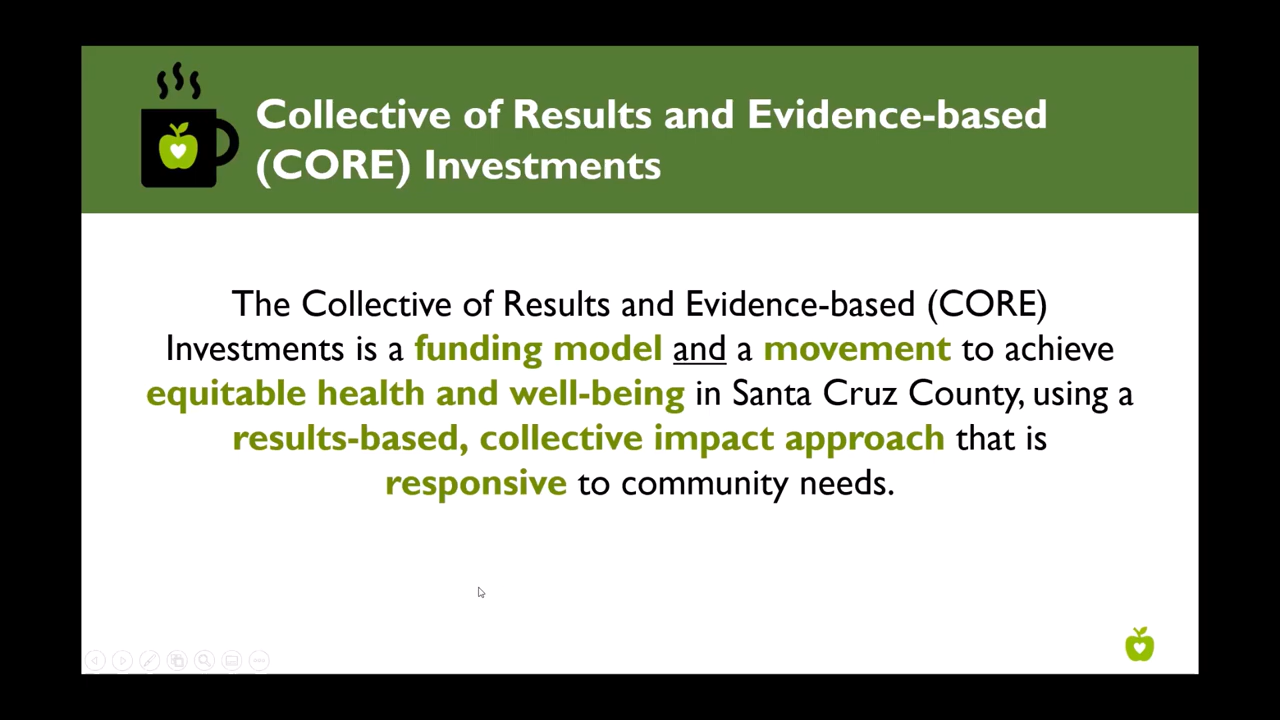 Collective of Results and Evidence-based
(CORE) Investments
The Collective of Results and Evidence-based (CORE)
Investments is a funding model and a movement to achieve
equitable health and well-being in Santa Cruz County, using a
results-based, collective impact approach that is
responsive to community needs.